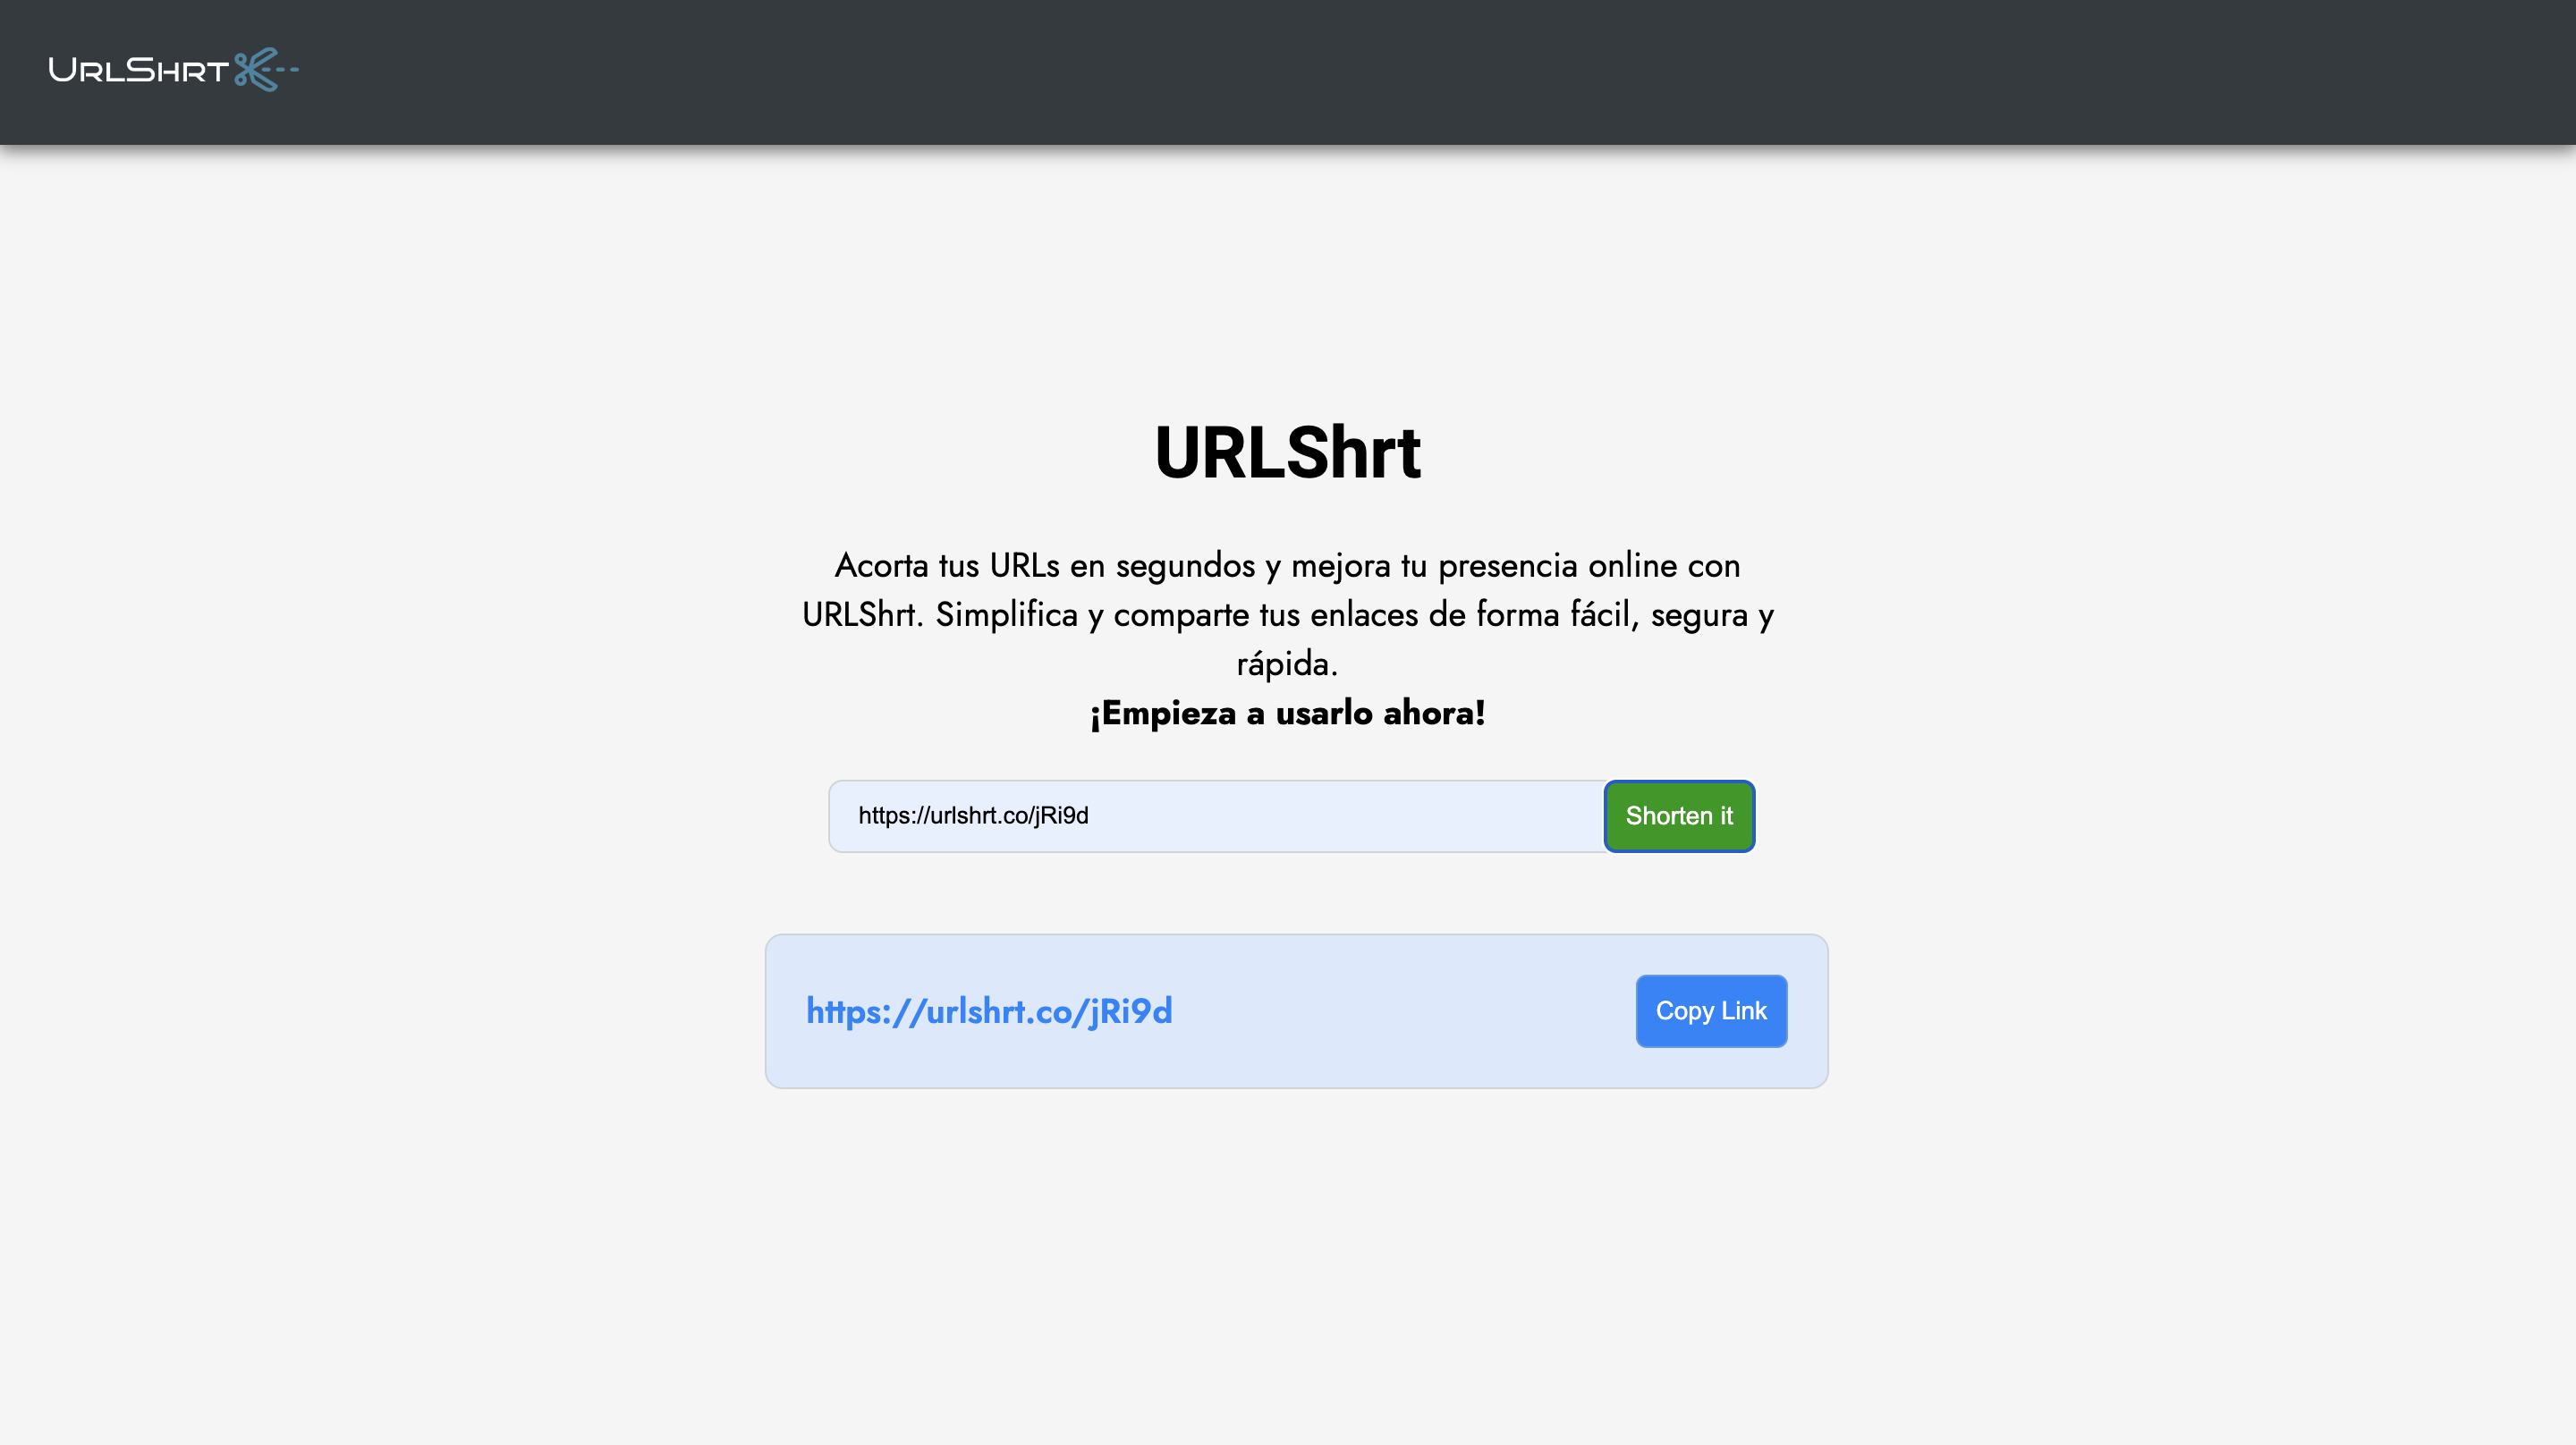 URLSHRT
URLShrt
Acorta tus URLs en segundos y mejora tu presencia online con
URLShrt. Simplifica y comparte tus enlaces de forma fácil, segura y
rápida.
¡Empieza a usarlo ahora!
https://urlshrt.co/jRi9d
Shorten it
https://urlshrt.co/jRi9d
Copy Link